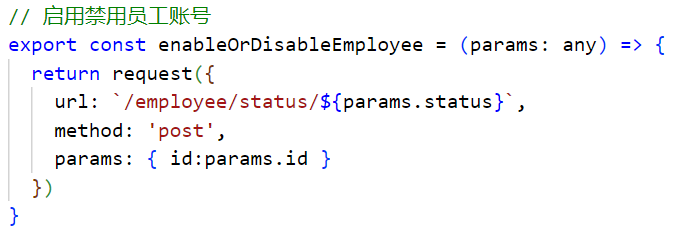 // 启用禁用员工账号
export const enableOrDisableEmployee = (params: any) => {
  return request({
    url: `/employee/status/${params.status}`,
    method: 'post',
    params: { id:params.id }
  })
}